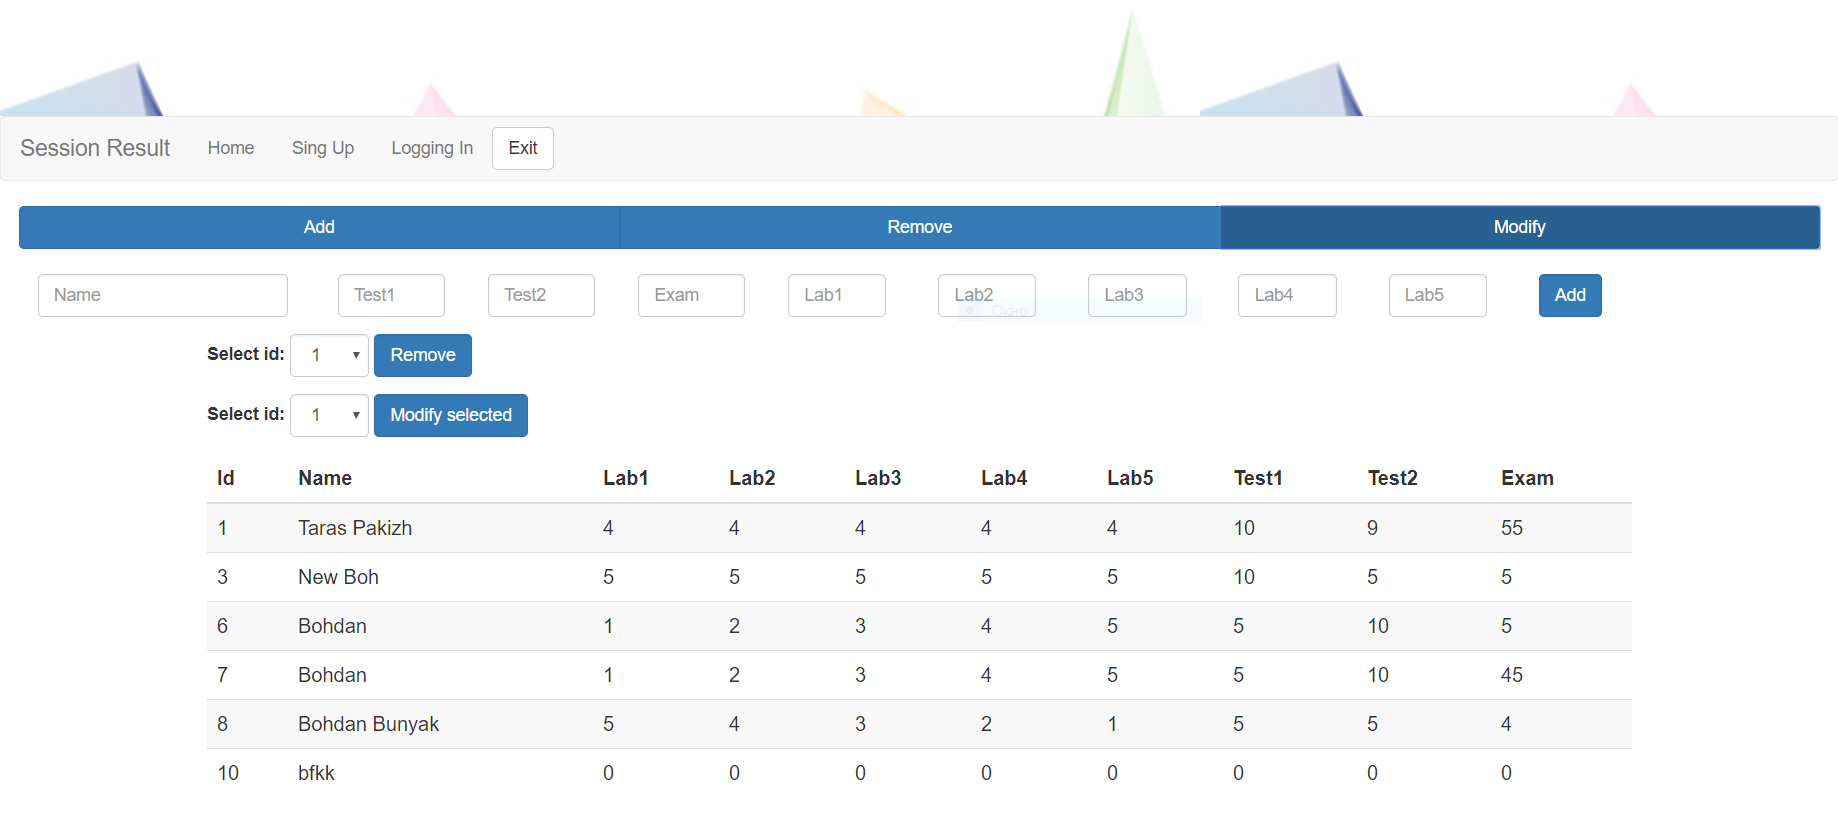 Session Result Home Sing Up Logging In Exit
Add Remove Modify
Name Test1 Test2 Exam Lab1 Lab2 Lab3 Lab4 Lab5 Add
Окно
Select id: 1 Remove
Select id: 1 Modify selected
Id Name Lab1 Lab2 Lab3 Lab4 Lab5 Test1 Test2 Exam
1 Taras Pakizh 4 4 4 4 4 10 9 55
3 New Boh 5 5 5 5 5 10 5 5
6 Bohdan 1 2 3 4 5 5 10 5
7 Bohdan 1 2 3 4 5 5 10 45
8 Bohdan Bunyak 5 4 3 2 1 5 5 4
10 bfkk 0 0 0 0 0 0 0 0